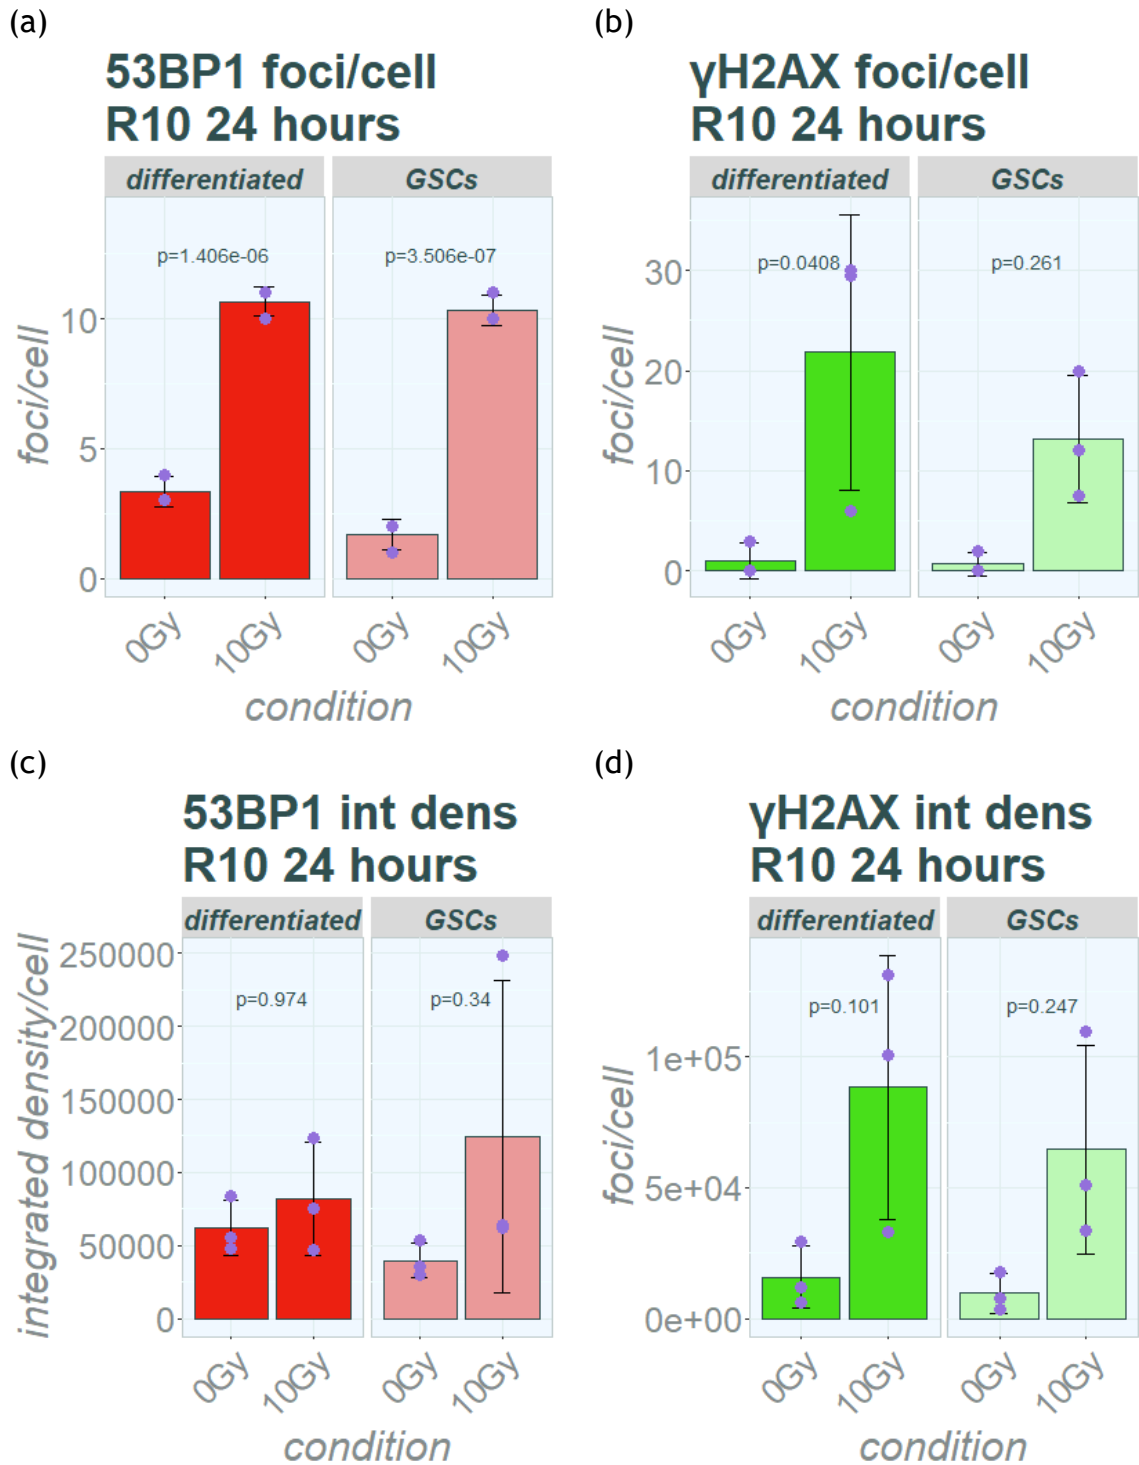 (a)
53BP1 foci/cell
R10 24 hours
differentiated
GSCs
p=1.406e-06
p=3.506e-07
foci/cell
10
5
0
0Gy
10Gy
0Gy
10Gy
condition
(b)
γH2AX foci/cell
R10 24 hours
differentiated
GSCs
p=0.0408
p=0.261
foci/cell
30
20
10
0
0Gy
10Gy
0Gy
10Gy
condition
(c)
53BP1 int dens
R10 24 hours
differentiated
GSCs
p=0.974
p=0.34
integrated density/cell
250000
200000
150000
100000
50000
0
0Gy
10Gy
0Gy
10Gy
condition
(d)
γH2AX int dens
R10 24 hours
differentiated
GSCs
p=0.101
p=0.247
foci/cell
1e+05
5e+04
0e+00
0Gy
10Gy
0Gy
10Gy
condition